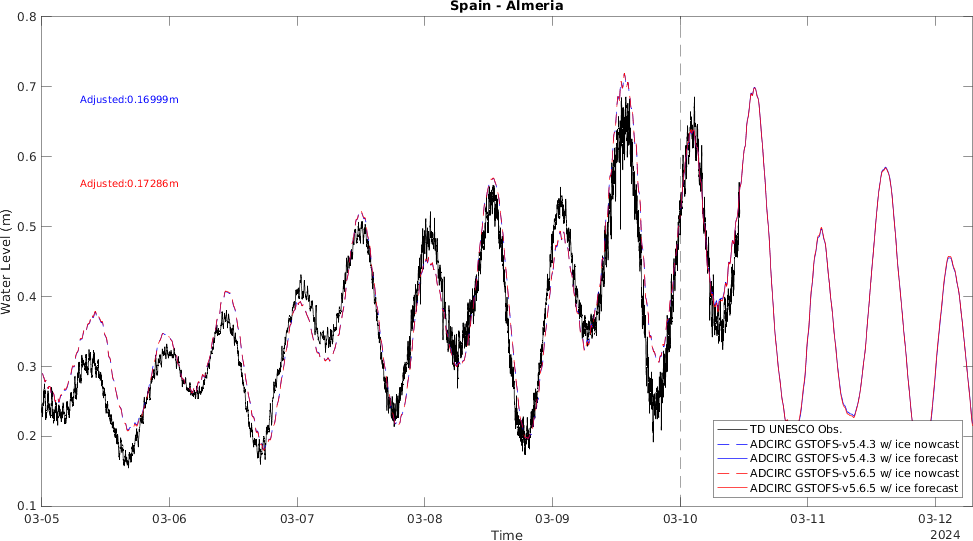 Spain - Almeria
0.8
0.7
0.6
0.5
0.4
0.3
0.2
0.1
Water Level (m)
Adjusted:0.16999m
Adjusted:0.17286m
TD UNESCO Obs.
ADCIRC GSTOFS-v5.4.3 w/ ice nowcast
ADCIRC GSTOFS-v5.4.3 w/ ice forecast
ADCIRC GSTOFS-v5.6.5 w/ ice nowcast
ADCIRC GSTOFS-v5.6.5 w/ ice forecast
03-05 03-06 03-07 03-08 03-09 03-10 03-11 03-12
Time
2024